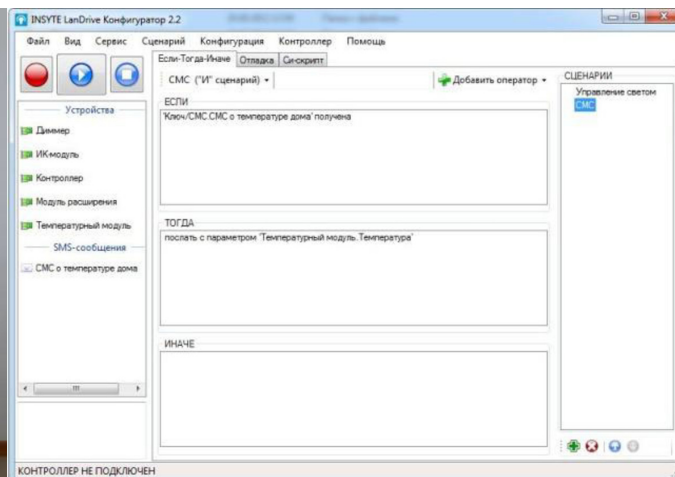 INSYTE LanDrive Конфигуратор 2.2
Файл Вид Сервис Сценарий Конфигурация Контроллер Помощь
Если-Тогда-Иначе Отладка Си-скрипт
СМС ("И" сценарий)
Добавить оператор
СЦЕНАРИИ
Управление светом
СМС
Устройства
Диммер
ИК-модуль
Контроллер
Модуль расширения
Температурный модуль
SMS-сообщения
СМС о температуре дома
ЕСЛИ
'Ключ/СМС.СМС о температуре дома' получена
ТОГДА
послать с параметром 'Температурный модуль.Температура'
ИНАЧЕ
КОНТРОЛЛЕР НЕ ПОДКЛЮЧЕН